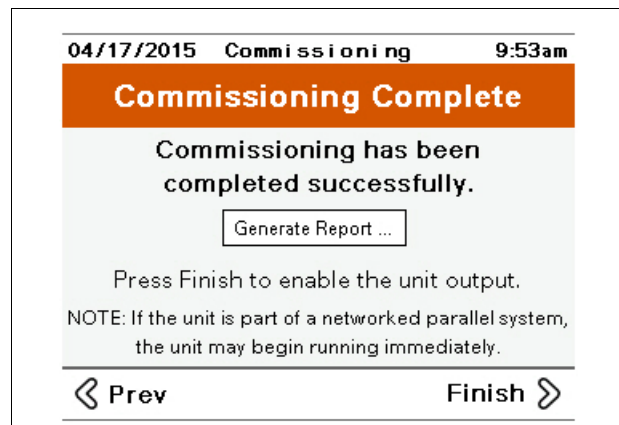 04/17/2015 Commissioning 9:53am
Commissioning Complete
Commissioning has been
completed successfully.
Generate Report ...
Press Finish to enable the unit output.
NOTE: If the unit is part of a networked parallel system,
the unit may begin running immediately.
Prev Finish